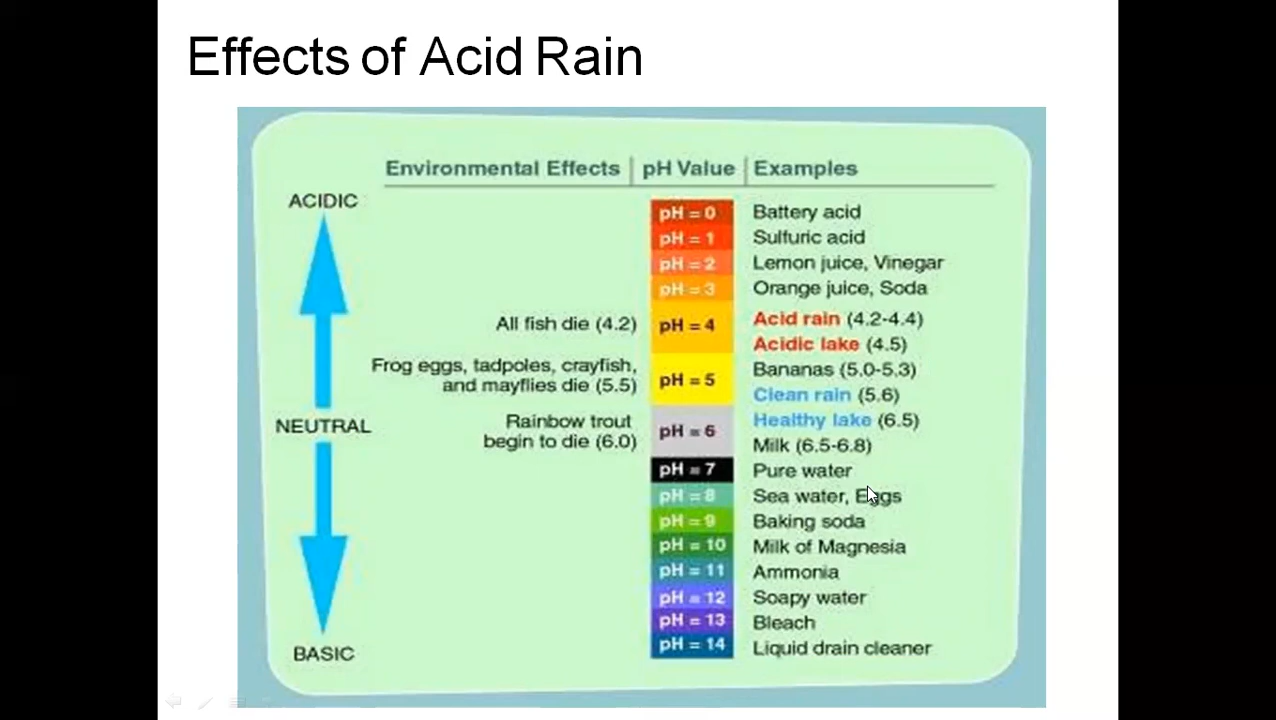 Effects of Acid Rain
Environmental Effects pH Value Examples
ACIDIC
pH = 0 Battery acid
pH = 1 Sulfuric acid
pH = 2 Lemon juice, Vinegar
pH = 3 Orange juice, Soda
All fish die (4.2) pH = 4 Acid rain (4.2-4.4)
Acidic lake (4.5)
Frog eggs, tadpoles, crayfish,
and mayflies die (5.5) pH = 5 Bananas (5.0-5.3)
Clean rain (5.6)
NEUTRAL
Rainbow trout
begin to die (6.0) pH = 6 Healthy lake (6.5)
Milk (6.5-6.8)
pH = 7 Pure water
pH = 8 Sea water, Eggs
pH = 9 Baking soda
pH = 10 Milk of Magnesia
pH = 11 Ammonia
pH = 12 Soapy water
pH = 13 Bleach
pH = 14 Liquid drain cleaner
BASIC